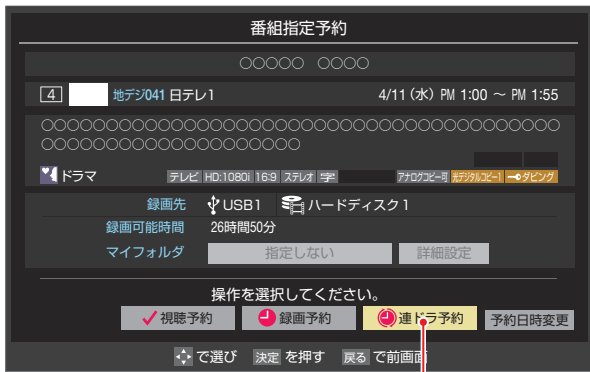 番組指定予約
○○○○○ ○○○○
4 地デジ041 日テレ1 4/11(水) PM 1:00 ～ PM 1:55
○○○○○○○○○○○○○○○○○○○○○○○○○○○○○○○○○○○○○○○○
○○○○○○○○○○○○○○○○○○○○
ドラマ テレビ HD:1080i 16:9 ステレオ 字 アナログコピー可 光デジタルコピー1 ダビング
録画先 USB1 ハードディスク1
録画可能時間 26時間50分
マイフォルダ 指定しない 詳細設定
操作を選択してください。
視聴予約 録画予約 連ドラ予約 予約日時変更
で選び 決定 を押す 戻る で前画面